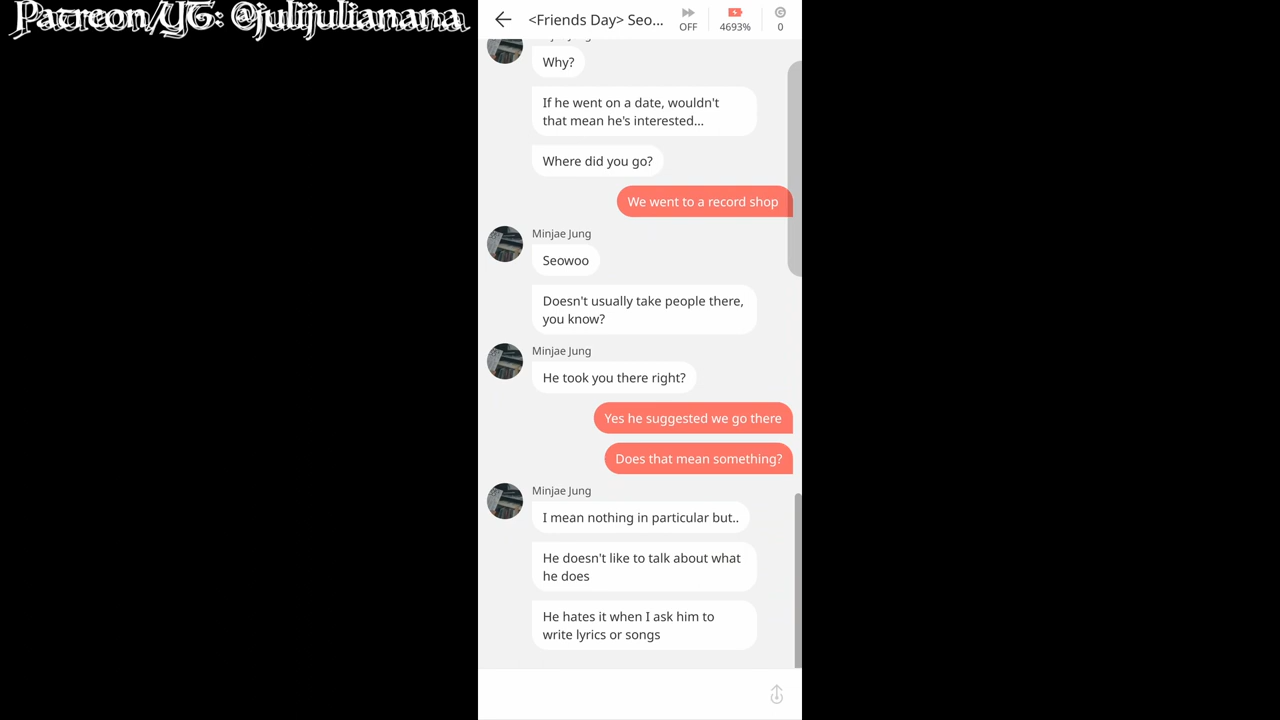 Patreon/YG: @julijulianana
<Friends Day> Seo...
OFF
4693%
0
Why?
If he went on a date, wouldn't
that mean he's interested...
Where did you go?
We went to a record shop
Minjae Jung
Seowoo
Doesn't usually take people there,
you know?
Minjae Jung
He took you there right?
Yes he suggested we go there
Does that mean something?
Minjae Jung
I mean nothing in particular but..
He doesn't like to talk about what
he does
He hates it when I ask him to
write lyrics or songs